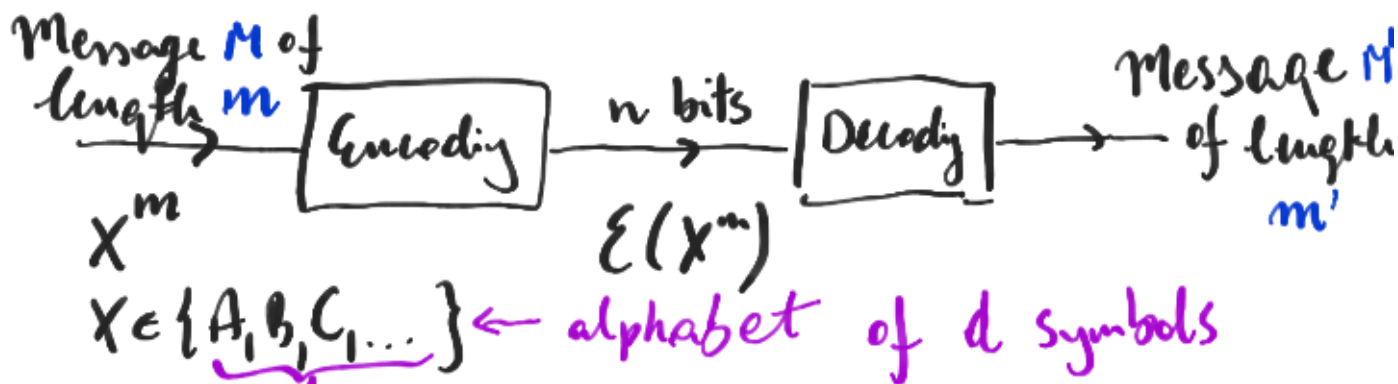 Message M of length m
Encoding
n bits
Decoding
Message M' of length m'
X^m
ε(X^m)
X ∈ {A, B, C, ...} ← alphabet of d symbols